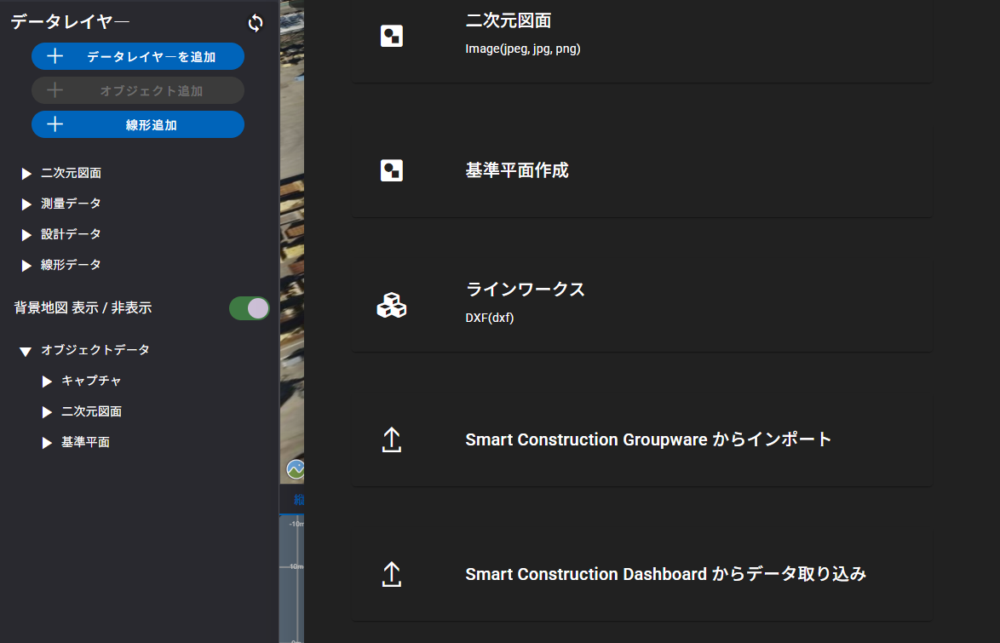 データレイヤー
データレイヤーを追加
オブジェクト追加
線形追加
二次元図面
測量データ
設計データ
線形データ
背景地図 表示 / 非表示
オブジェクトデータ
キャプチャ
二次元図面
基準平面
縦
-10m
10m
0m
二次元図面
Image(jpeg, jpg, png)
基準平面作成
ラインワークス
DXF(dxf)
Smart Construction Groupware からインポート
Smart Construction Dashboard からデータ取り込み